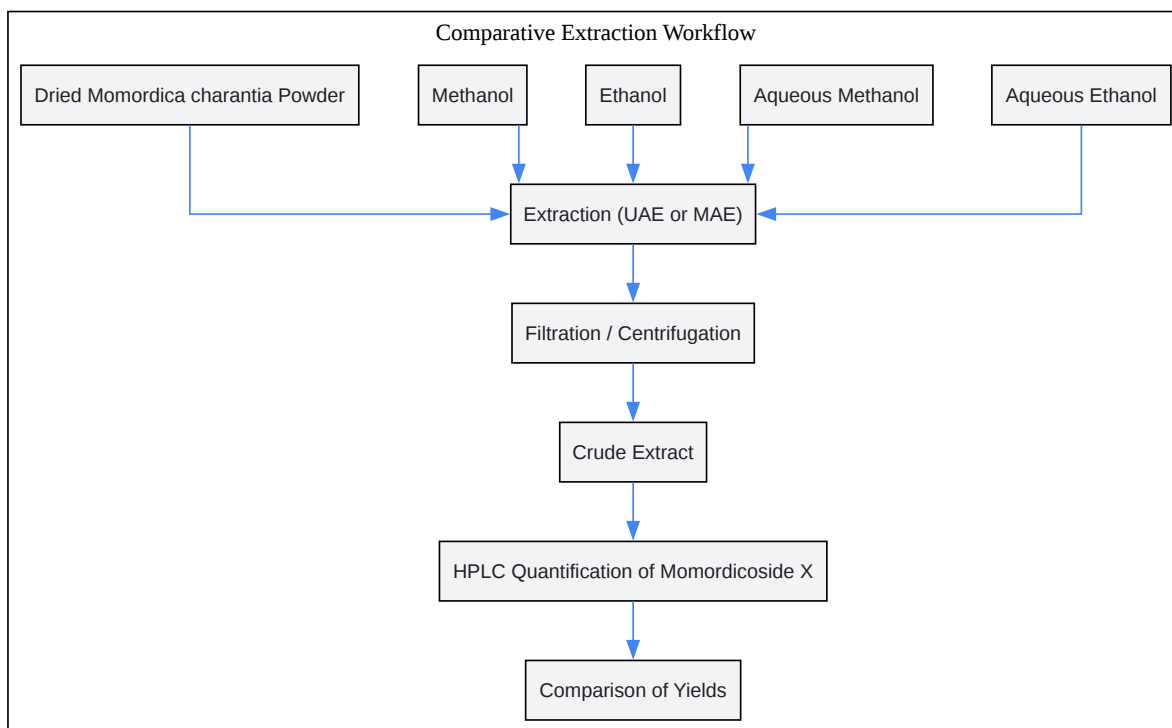 Comparative Extraction Workflow
Dried Momordica charantia Powder
Methanol
Ethanol
Aqueous Methanol
Aqueous Ethanol
Extraction (UAE or MAE)
Filtration / Centrifugation
Crude Extract
HPLC Quantification of Momordicoside X
Comparison of Yields